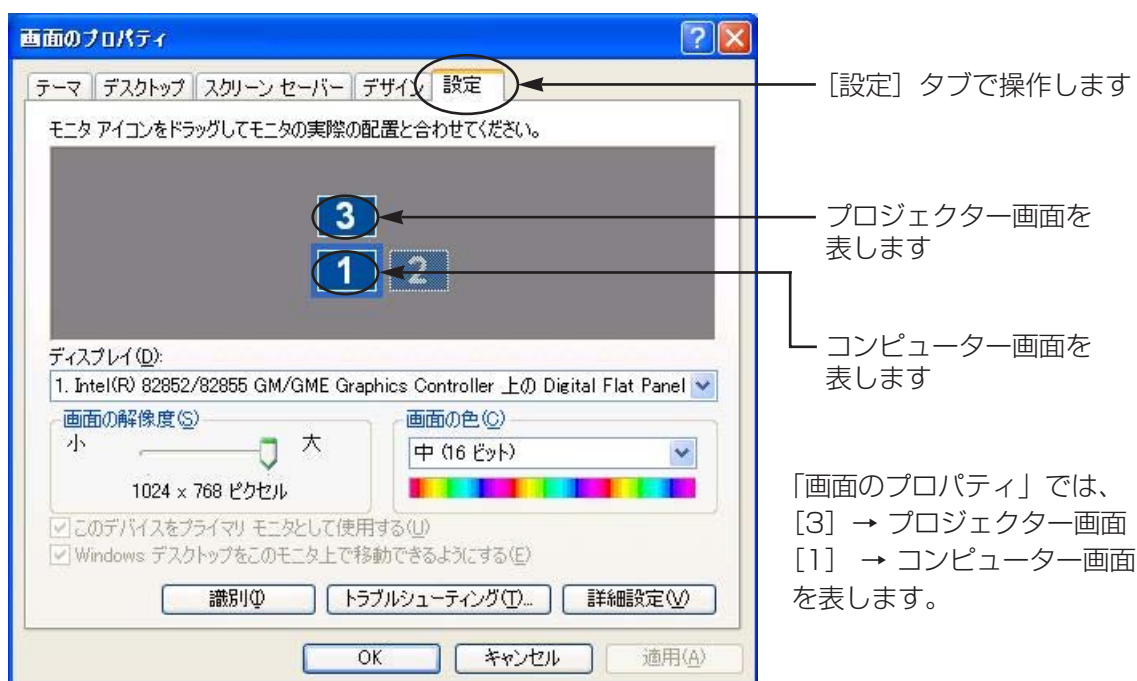 画面のプロパティ
テーマ デスクトップ スクリーン セーバー デザイン 設定
[設定] タブで操作します
モニタ アイコンをドラッグしてモニタの実際の配置と合わせてください。
3
プロジェクター画面を
表します
1 2
コンピューター画面を
表します
ディスプレイ(D):
1. Intel(R) 82852/82855 GM/GME Graphics Controller 上の Digital Flat Panel
画面の解像度(S)
小 大
1024 x 768 ピクセル
画面の色(C)
中 (16 ビット)
このデバイスをプライマリ モニタとして使用する(U)
Windows デスクトップをこのモニタ上で移動できるようにする(E)
識別(I) トラブルシューティング(T)... 詳細設定(V)
OK キャンセル 適用(A)
「画面のプロパティ」では、
[3] → プロジェクター画面
[1] → コンピューター画面
を表します。